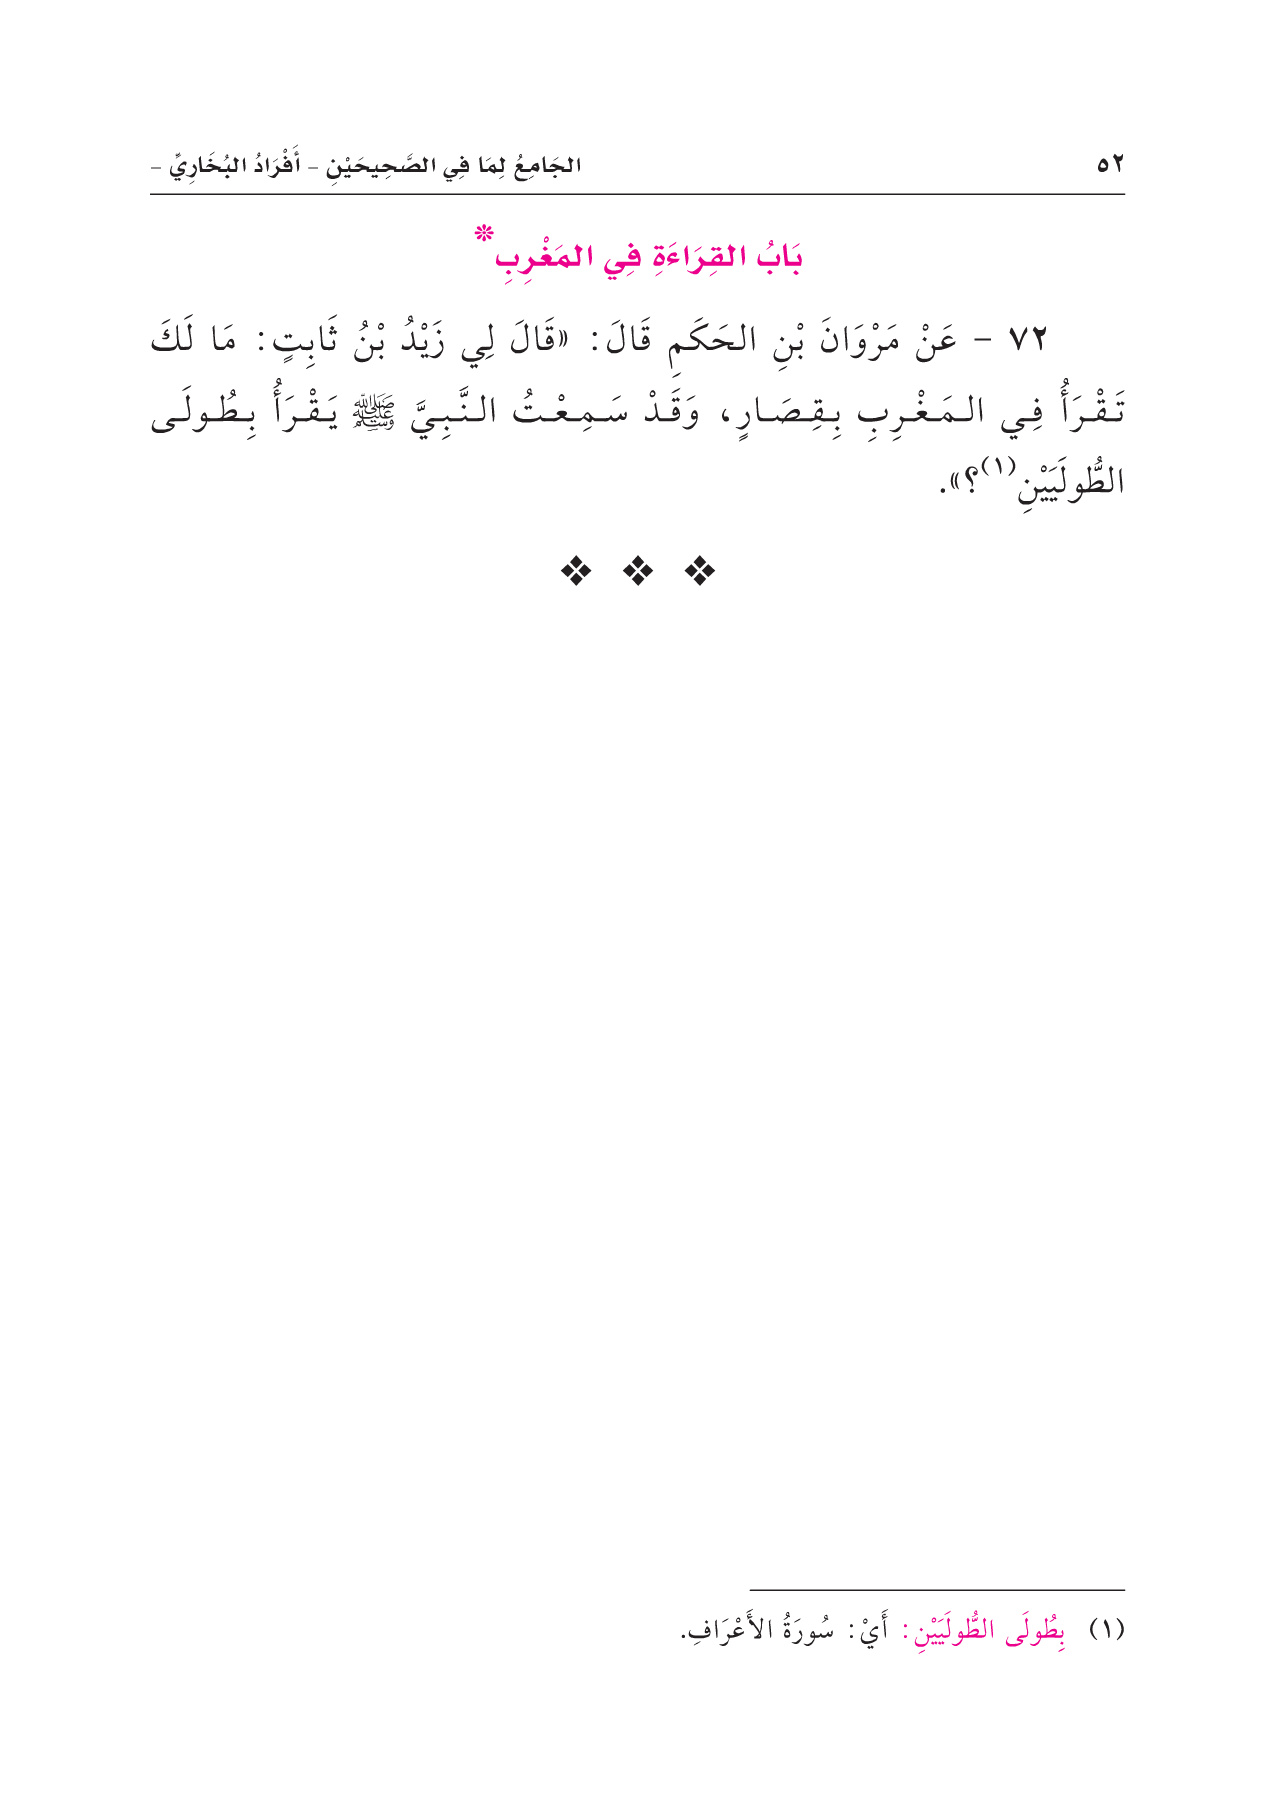 ٥٢ الجَامِعُ لِمَا فِي الصَّحِيحَيْنِ - أَفْرَادُ البُخَارِيِّ -
بَابُ القِرَاءَةِ فِي المَغْرِبِ*
٧٢ - عَنْ مَرْوَانَ بْنِ الحَكَمِ قَالَ: «قَالَ لِي زَيْدُ بْنُ ثَابِتٍ: مَا لَكَ
تَقْرَأُ فِي المَغْرِبِ بِقِصَارٍ، وَقَدْ سَمِعْتُ النَّبِيَّ ﷺ يَقْرَأُ بِطُولَى
الطُّولَيَيْنِ(١)؟».
(١) بِطُولَى الطُّولَيَيْنِ: أَيْ: سُورَةُ الأَعْرَافِ.